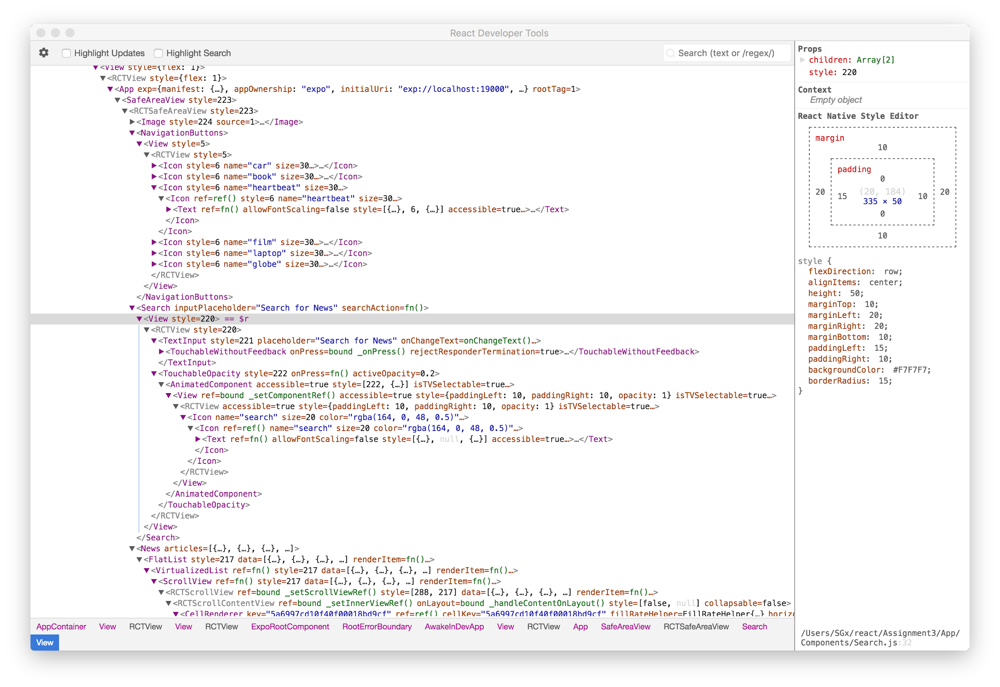 React Developer Tools
Highlight Updates Highlight Search Search (text or /regex/)
▼<View style={flex: 1}>
▼<RCTView style={flex: 1}>
▼<App exp={manifest: {…}, appOwnership: "expo", initialUri: "exp://localhost:19000", …} rootTag=1>
▼<SafeAreaView style=223>
▼<RCTSafeAreaView style=223>
▶<Image style=224 source=1>…</Image>
▼<NavigationButtons>
▼<View style=5>
▼<RCTView style=5>
▶<Icon style=6 name="car" size=30…>…</Icon>
▶<Icon style=6 name="book" size=30…>…</Icon>
▼<Icon style=6 name="heartbeat" size=30…>
▼<Icon ref=ref() style=6 name="heartbeat" size=30…>
▶<Text ref=fn() allowFontScaling=false style=[{…}, 6, {…}] accessible=true…>…</Text>
</Icon>
</Icon>
▶<Icon style=6 name="film" size=30…>…</Icon>
▶<Icon style=6 name="laptop" size=30…>…</Icon>
▶<Icon style=6 name="globe" size=30…>…</Icon>
</RCTView>
</View>
</NavigationButtons>
▼<Search inputPlaceholder="Search for News" searchAction=fn()>
▼<View style=220> == $r
▼<RCTView style=220>
▼<TextInput style=221 placeholder="Search for News" onChangeText=onChangeText()…>
▶<TouchableWithoutFeedback onPress=bound _onPress() rejectResponderTermination=true>…</TouchableWithoutFeedback>
</TextInput>
▼<TouchableOpacity style=222 onPress=fn() activeOpacity=0.2>
▼<AnimatedComponent accessible=true style=[222, {…}] isTVSelectable=true…>
▼<View ref=bound _setComponentRef() accessible=true style={paddingLeft: 10, paddingRight: 10, opacity: 1} isTVSelectable=true…>
▼<RCTView accessible=true style={paddingLeft: 10, paddingRight: 10, opacity: 1} isTVSelectable=true…>
▼<Icon name="search" size=20 color="rgba(164, 0, 48, 0.5)"…>
▼<Icon ref=ref() name="search" size=20 color="rgba(164, 0, 48, 0.5)"…>
▶<Text ref=fn() allowFontScaling=false style=[{…}, null, {…}] accessible=true…>…</Text>
</Icon>
</Icon>
</RCTView>
</View>
</AnimatedComponent>
</TouchableOpacity>
</RCTView>
</View>
</Search>
▼<News articles=[{…}, {…}, {…}, …]>
▼<FlatList style=217 data=[{…}, {…}, {…}, …] renderItem=fn()…>
▼<VirtualizedList ref=fn() style=217 data=[{…}, {…}, {…}, …] renderItem=fn()…>
▼<ScrollView ref=fn() style=217 data=[{…}, {…}, {…}, …] renderItem=fn()…>
▼<RCTScrollView ref=bound _setScrollViewRef() style=[288, 217] data=[{…}, {…}, {…}, …] renderItem=fn()…>
▼<RCTScrollContentView ref=bound _setInnerViewRef() onLayout=bound _handleContentOnLayout() style=[false, null] collapsable=false>
▼<CellRenderer key="5a6997cd10f40f00018bd9cf" ref=ref() cellKey="5a6997cd10f40f00018bd9cf" fillRateHelper=FillRateHelper{…} horiz
AppContainer View RCTView View RCTView ExpoRootComponent RootErrorBoundary AwakeInDevApp View RCTView App SafeAreaView RCTSafeAreaView Search
View
Props
▶ children: Array[2]
style: 220
Context
Empty object
React Native Style Editor
margin
10
padding
0
20 15 (20, 184) 10 20
335 × 50
0
10
style {
flexDirection: row;
alignItems: center;
height: 50;
marginTop: 10;
marginLeft: 20;
marginRight: 20;
marginBottom: 10;
paddingLeft: 15;
paddingRight: 10;
backgroundColor: #F7F7F7;
borderRadius: 15;
}
/Users/SGx/react/Assignment3/App/
Components/Search.js:32